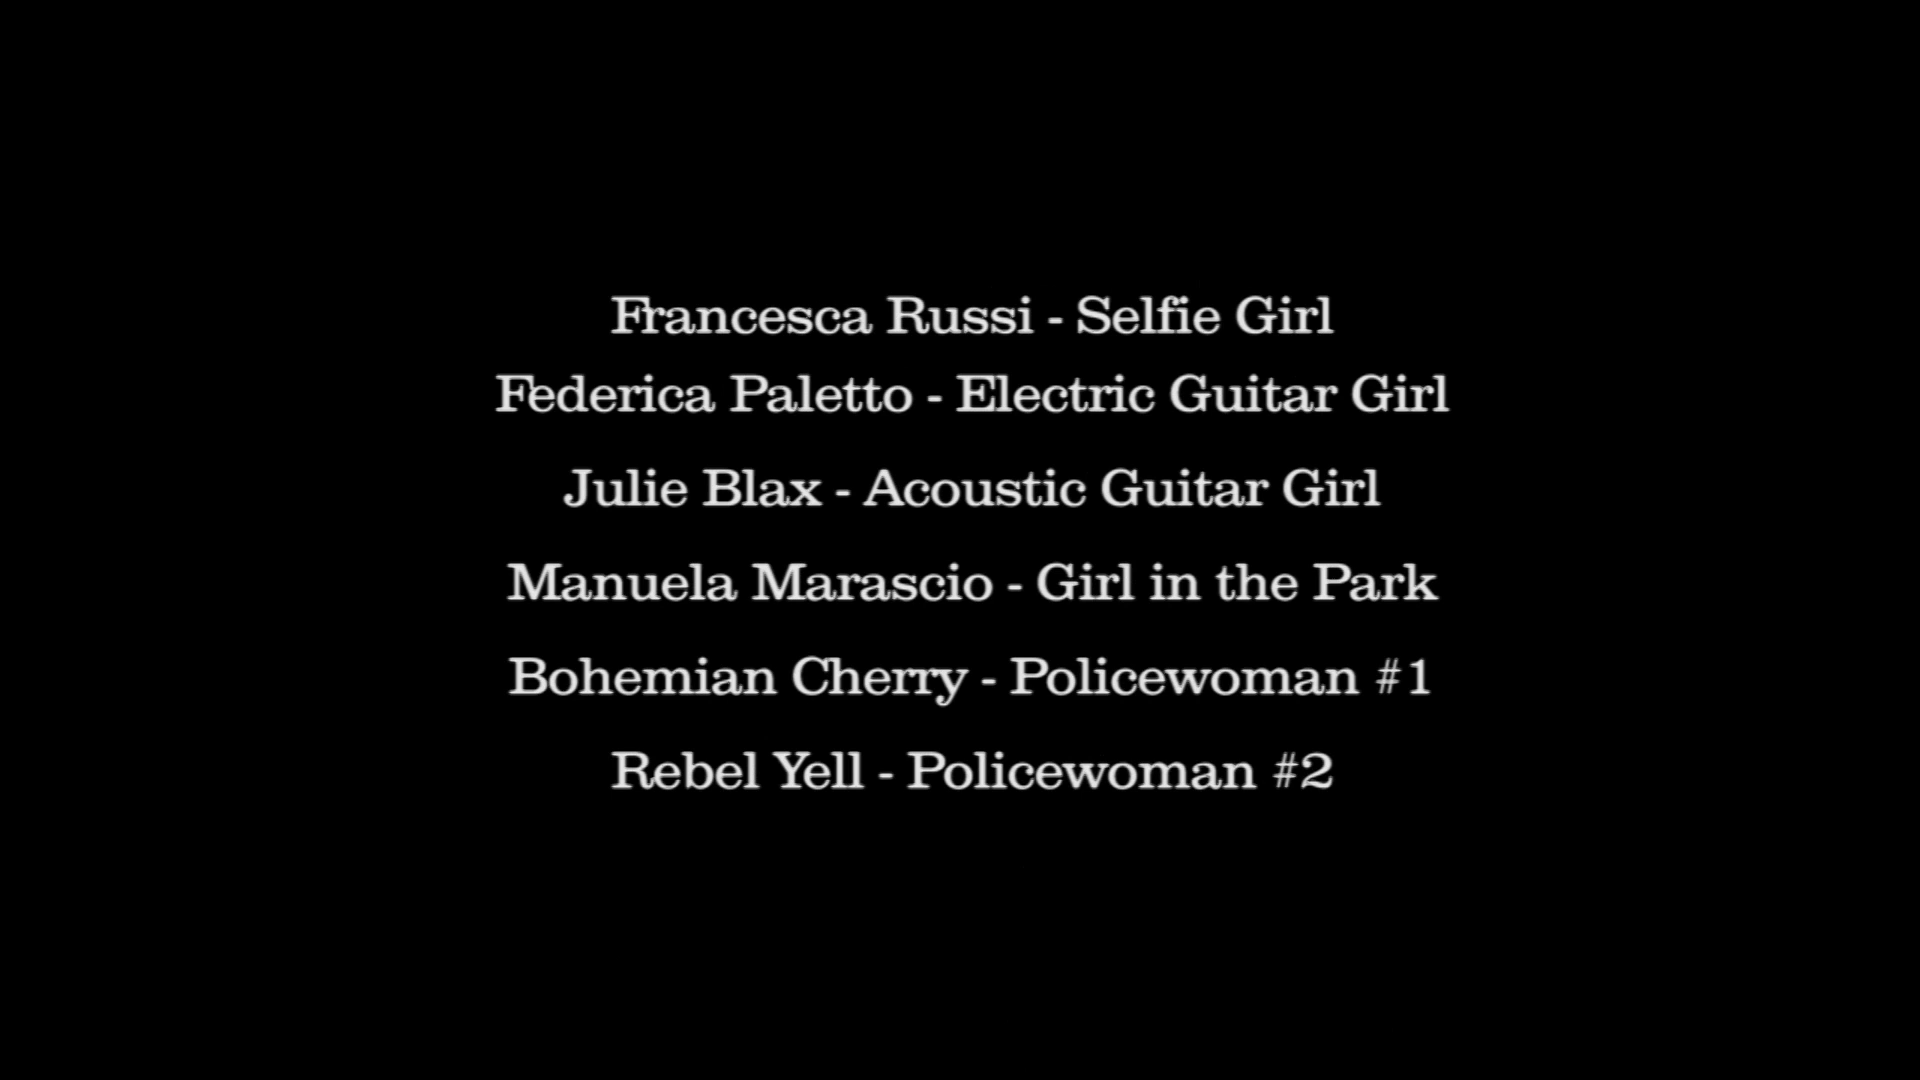 Francesca Russi - Selfie Girl
Federica Paletto - Electric Guitar Girl
Julie Blax - Acoustic Guitar Girl
Manuela Marascio - Girl in the Park
Bohemian Cherry - Policewoman #1
Rebel Yell - Policewoman #2